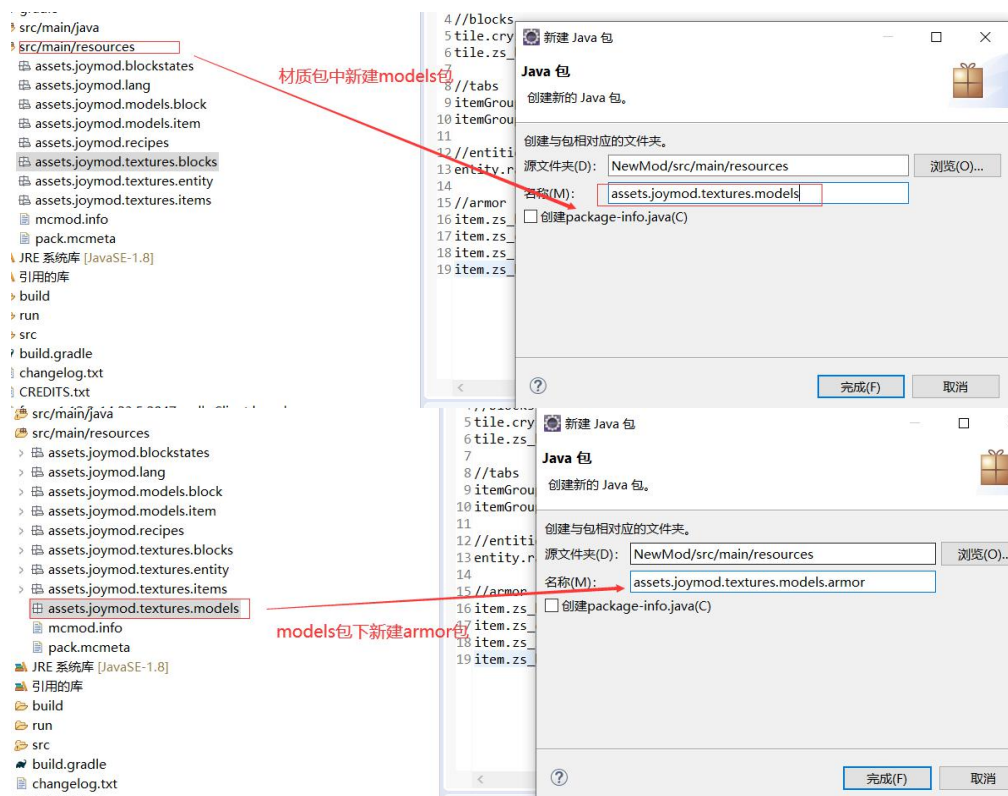 src/main/java
src/main/resources
assets.joymod.blockstates
assets.joymod.lang
assets.joymod.models.block
assets.joymod.models.item
assets.joymod.recipes
assets.joymod.textures.blocks
assets.joymod.textures.entity
assets.joymod.textures.items
mcmod.info
pack.mcmeta
JRE 系统库 [JavaSE-1.8]
引用的库
build
run
src
build.gradle
changelog.txt
CREDITS.txt
材质包中新建models包
4 //blocks
5 tile.cry
6 tile.zs_
7
8 //tabs
9 itemGrou
10 itemGrou
11
12 //entiti
13 entity.r
14
15 //armor
16 item.zs_
17 item.zs_
18 item.zs_
19 item.zs_
新建 Java 包
Java 包
创建新的 Java 包。
创建与包相对应的文件夹。
源文件夹(D): NewMod/src/main/resources 浏览(O)...
名称(M): assets.joymod.textures.models
创建package-info.java(C)
完成(F) 取消
src/main/java
src/main/resources
assets.joymod.blockstates
assets.joymod.lang
assets.joymod.models.block
assets.joymod.models.item
assets.joymod.recipes
assets.joymod.textures.blocks
assets.joymod.textures.entity
assets.joymod.textures.items
assets.joymod.textures.models
mcmod.info
pack.mcmeta
JRE 系统库 [JavaSE-1.8]
引用的库
build
run
src
build.gradle
changelog.txt
models包下新建armor包
5 tile.cry
6 tile.zs_
7
8 //tabs
9 itemGrou
10 itemGrou
11
12 //entiti
13 entity.r
14
15 //armor
16 item.zs_
17 item.zs_
18 item.zs_
19 item.zs_
新建 Java 包
Java 包
创建新的 Java 包。
创建与包相对应的文件夹。
源文件夹(D): NewMod/src/main/resources 浏览(O)..
名称(M): assets.joymod.textures.models.armor
创建package-info.java(C)
完成(F) 取消